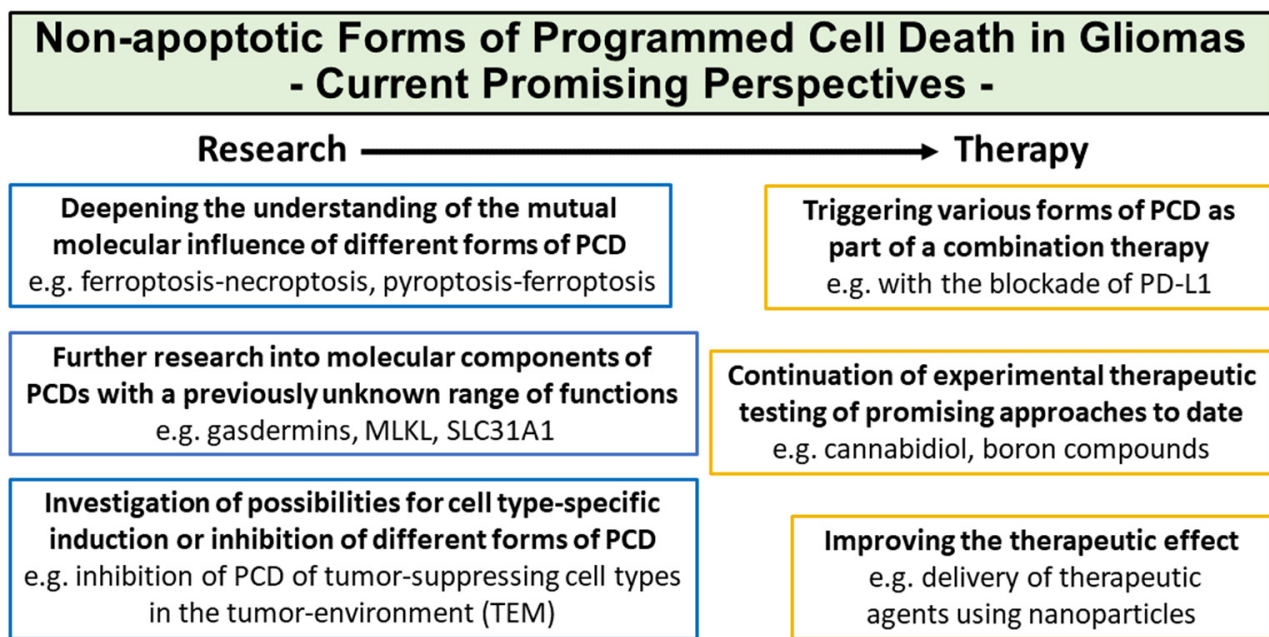 Non-apoptotic Forms of Programmed Cell Death in Gliomas
- Current Promising Perspectives -
Research
Therapy
Deepening the understanding of the mutual
molecular influence of different forms of PCD
e.g. ferroptosis-necroptosis, pyroptosis-ferroptosis
Further research into molecular components of
PCDs with a previously unknown range of functions
e.g. gasdermins, MLKL, SLC31A1
Investigation of possibilities for cell type-specific
induction or inhibition of different forms of PCD
e.g. inhibition of PCD of tumor-suppressing cell types
in the tumor-environment (TEM)
Triggering various forms of PCD as
part of a combination therapy
e.g. with the blockade of PD-L1
Continuation of experimental therapeutic
testing of promising approaches to date
e.g. cannabidiol, boron compounds
Improving the therapeutic effect
e.g. delivery of therapeutic
agents using nanoparticles